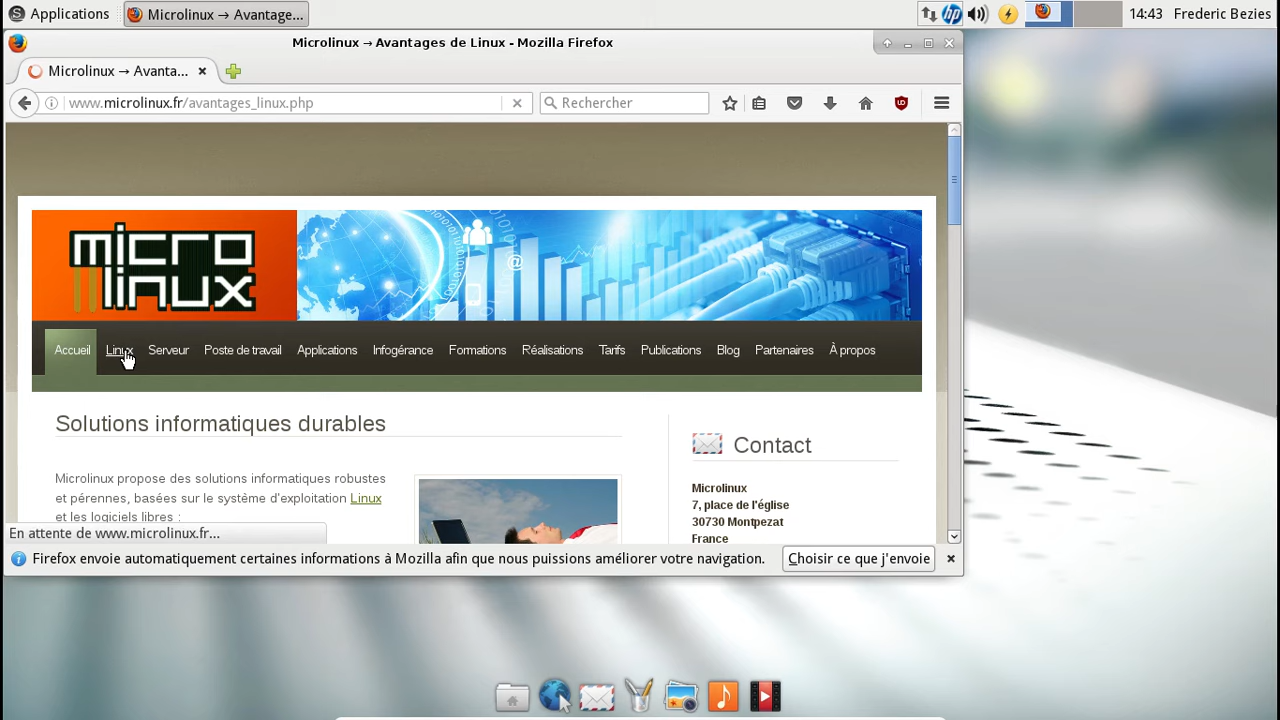 Applications
Microlinux → Avantage...
14:43
Frederic Bezies
Microlinux → Avantages de Linux - Mozilla Firefox
Microlinux → Avanta...
www.microlinux.fr/avantages_linux.php
Rechercher
micro
linux
Accueil Linux Serveur Poste de travail Applications Infogérance Formations Réalisations Tarifs Publications Blog Partenaires À propos
Solutions informatiques durables
Microlinux propose des solutions informatiques robustes
et pérennes, basées sur le système d'exploitation Linux
et les logiciels libres :
Contact
Microlinux
7, place de l'église
30730 Montpezat
France
En attente de www.microlinux.fr...
Firefox envoie automatiquement certaines informations à Mozilla afin que nous puissions améliorer votre navigation.
Choisir ce que j'envoie